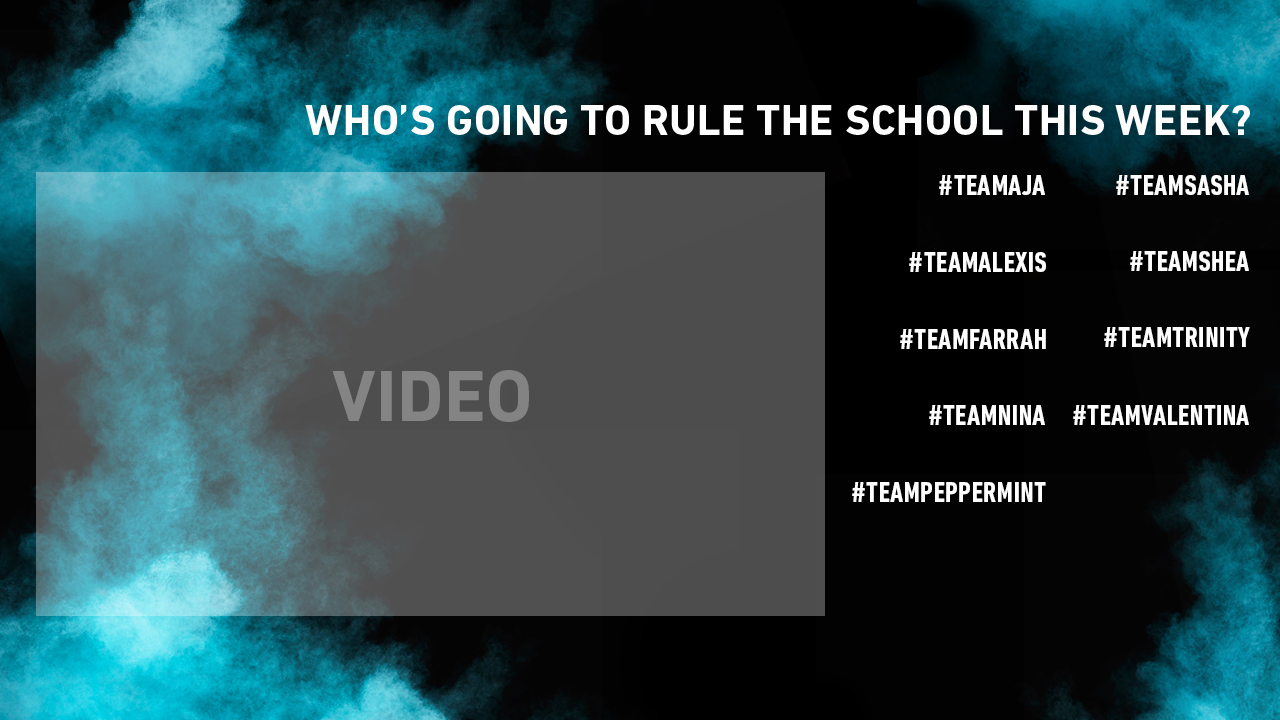 WHO’S GOING TO RULE THE SCHOOL THIS WEEK?
VIDEO
#TEAMAJA
#TEAMALEXIS
#TEAMFARRAH
#TEAMNINA
#TEAMPEPPERMINT
#TEAMSASHA
#TEAMSHEA
#TEAMTRINITY
#TEAMVALENTINA